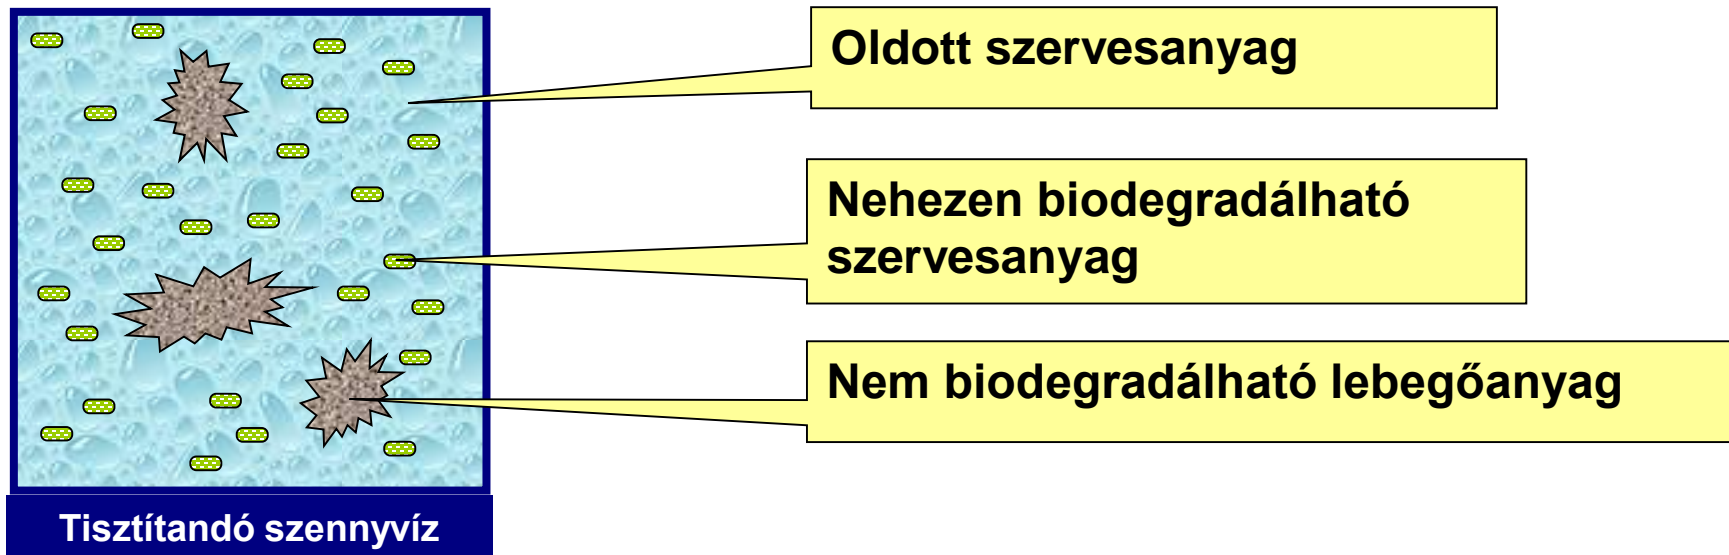 Oldott szervesanyag
Nehezen biodegradálható
szervesanyag
Nem biodegradálható lebegőanyag
Tisztítandó szennyvíz